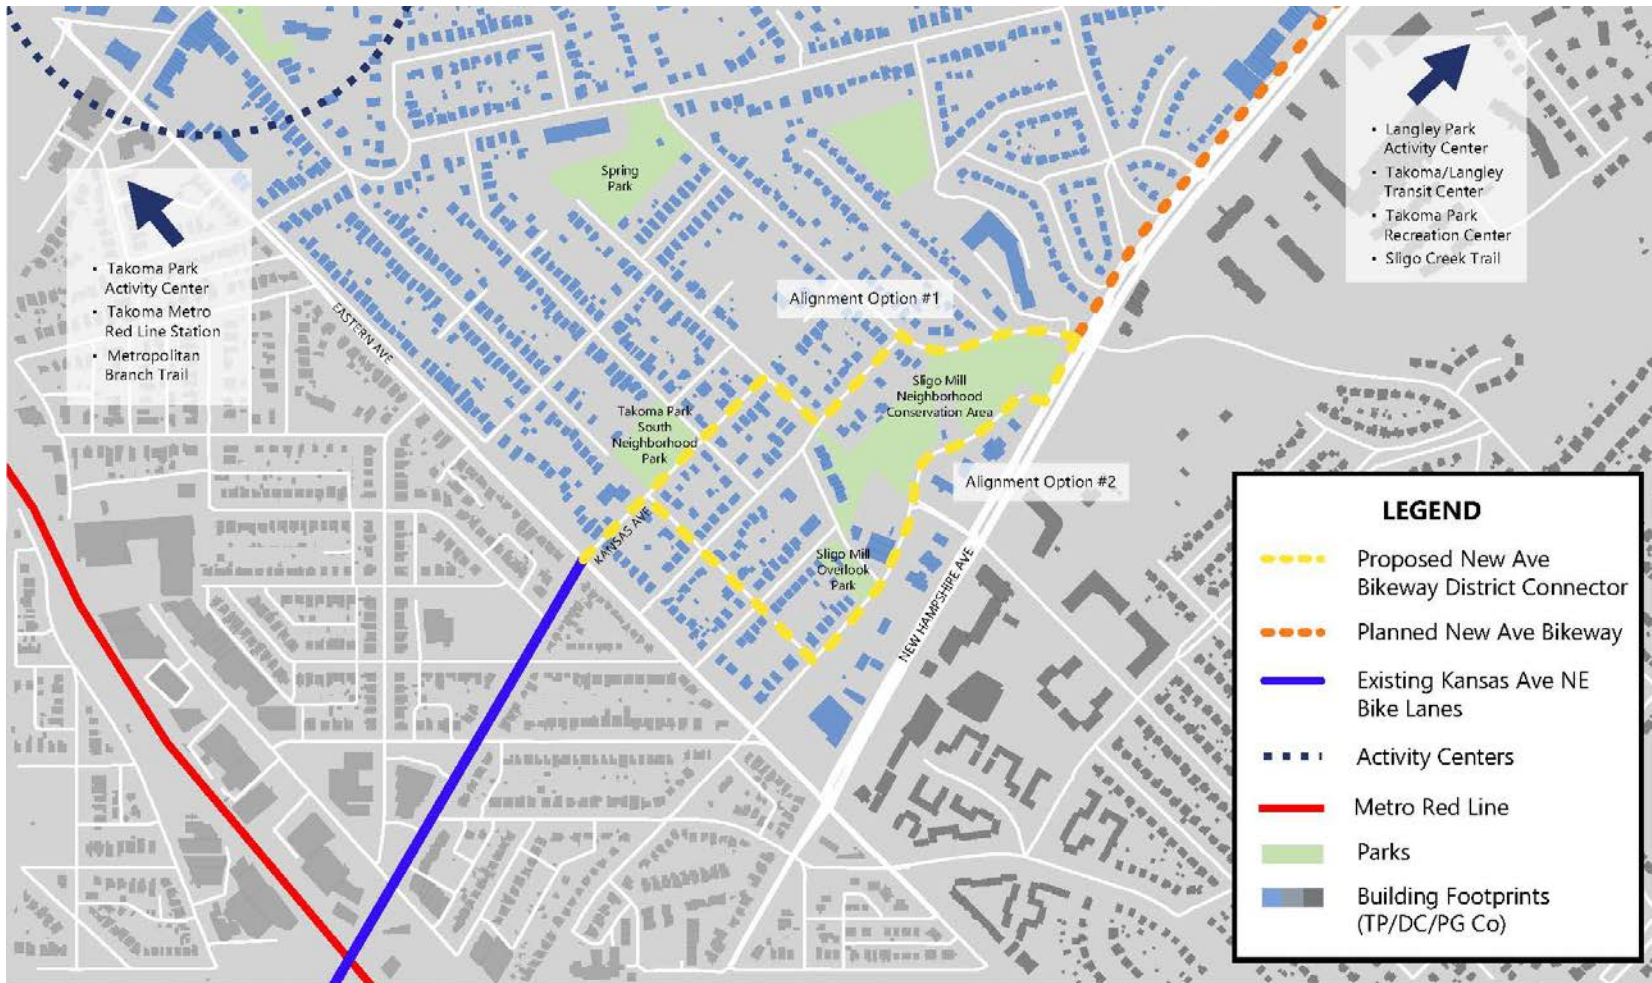 Langley Park
Activity Center
Takoma/Langley
Transit Center
Takoma Park
Recreation Center
Sligo Creek Trail
Spring
Park
Takoma Park
Activity Center
Takoma Metro
Red Line Station
Metropolitan
Branch Trail
EASTERN AVE
Alignment Option #1
Sligo Mill
Neighborhood
Conservation Area
Takoma Park
South
Neighborhood
Park
Alignment Option #2
KANSAS AVE
Sligo Mill
Overlook
Park
NEW HAMPSHIRE AVE
LEGEND
Proposed New Ave
Bikeway District Connector
Planned New Ave Bikeway
Existing Kansas Ave NE
Bike Lanes
Activity Centers
Metro Red Line
Parks
Building Footprints
(TP/DC/PG Co)